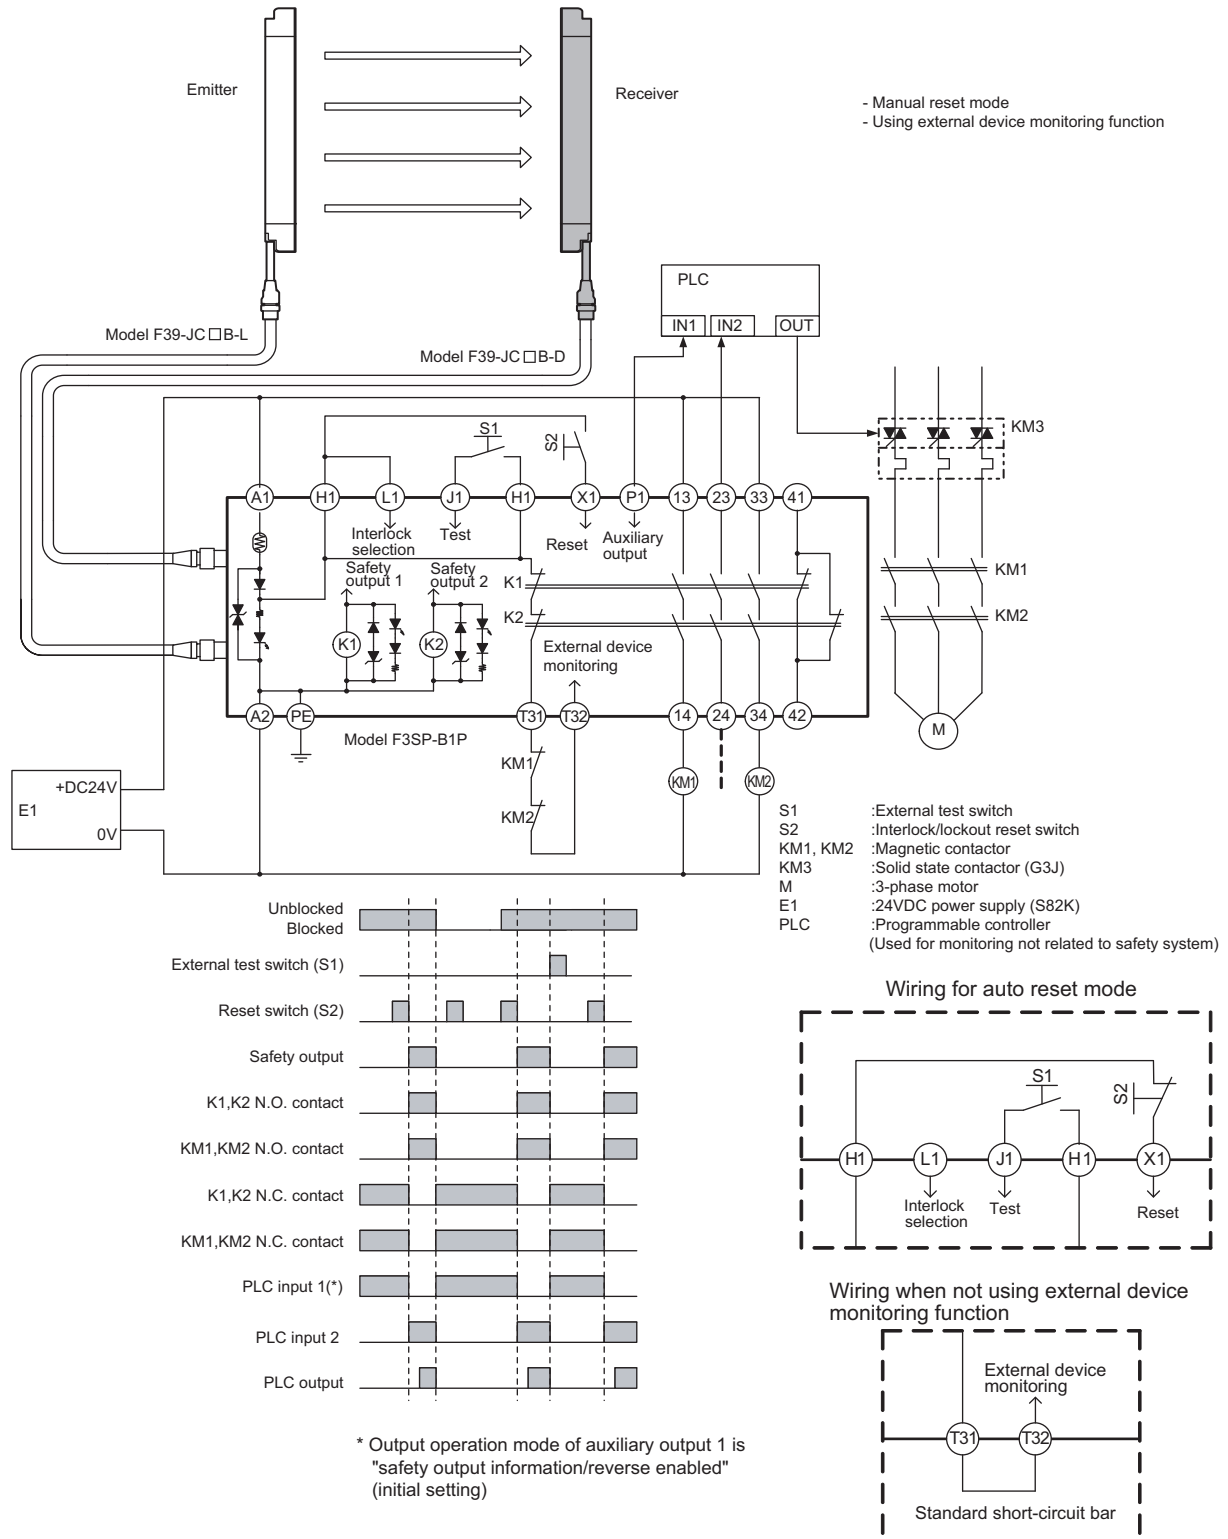 Emitter
Receiver
- Manual reset mode
- Using external device monitoring function
PLC
IN1
IN2
OUT
Model F39-JC□B-L
Model F39-JC□B-D
KM3
S1
S2
A1
H1
L1
J1
H1
X1
P1
13
23
33
41
Interlock
selection
Test
Reset
Auxiliary
output
Safety
output 1
Safety
output 2
K1
K2
KM1
KM2
K1
K2
External device
monitoring
A2
PE
T31
T32
14
24
34
42
M
Model F3SP-B1P
KM1
KM2
KM1
KM2
+DC24V
E1
0V
S1 :External test switch
S2 :Interlock/lockout reset switch
KM1, KM2 :Magnetic contactor
KM3 :Solid state contactor (G3J)
M :3-phase motor
E1 :24VDC power supply (S82K)
PLC :Programmable controller
(Used for monitoring not related to safety system)
Unblocked
Blocked
External test switch (S1)
Reset switch (S2)
Safety output
K1,K2 N.O. contact
KM1,KM2 N.O. contact
K1,K2 N.C. contact
KM1,KM2 N.C. contact
PLC input 1(*)
PLC input 2
PLC output
* Output operation mode of auxiliary output 1 is
"safety output information/reverse enabled"
(initial setting)
Wiring for auto reset mode
S1
S2
H1
L1
J1
H1
X1
Interlock
selection
Test
Reset
Wiring when not using external device
monitoring function
External device
monitoring
T31
T32
Standard short-circuit bar